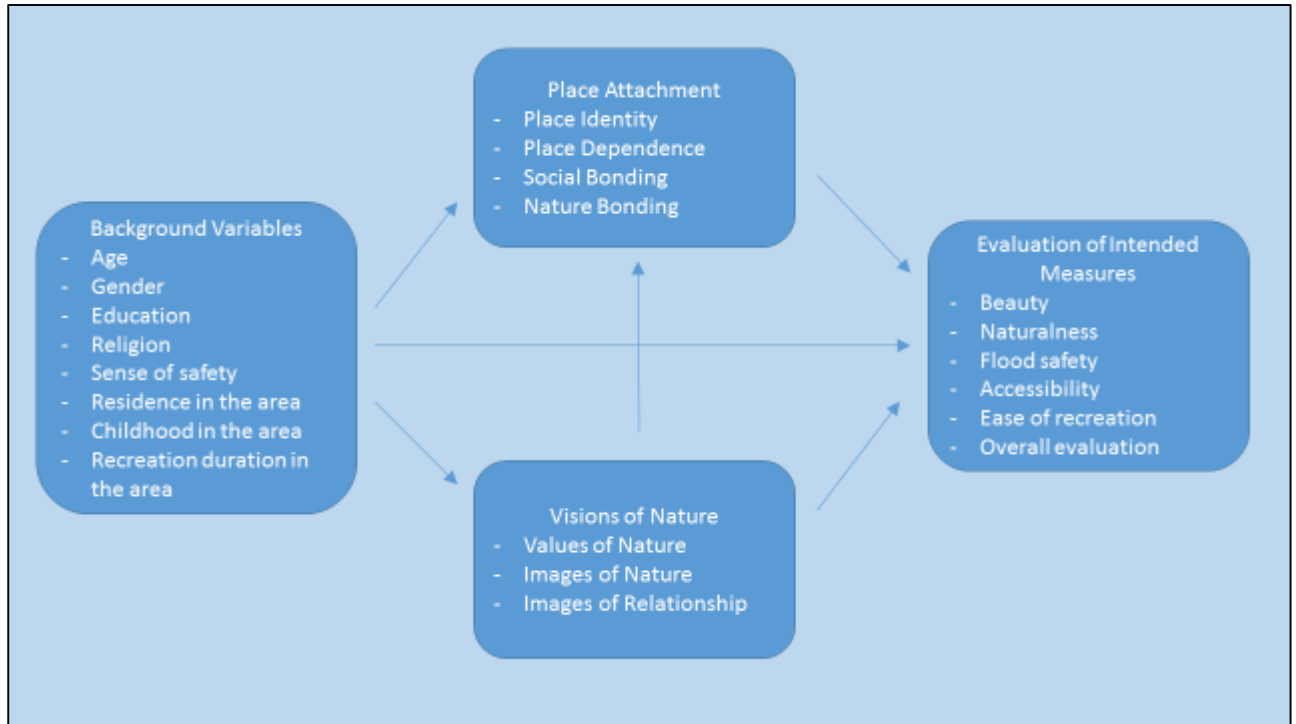 Place Attachment
- Place Identity
- Place Dependence
- Social Bonding
- Nature Bonding
Background Variables
- Age
- Gender
- Education
- Religion
- Sense of safety
- Residence in the area
- Childhood in the area
- Recreation duration in
the area
Evaluation of Intended
Measures
- Beauty
- Naturalness
- Flood safety
- Accessibility
- Ease of recreation
- Overall evaluation
Visions of Nature
- Values of Nature
- Images of Nature
- Images of Relationship